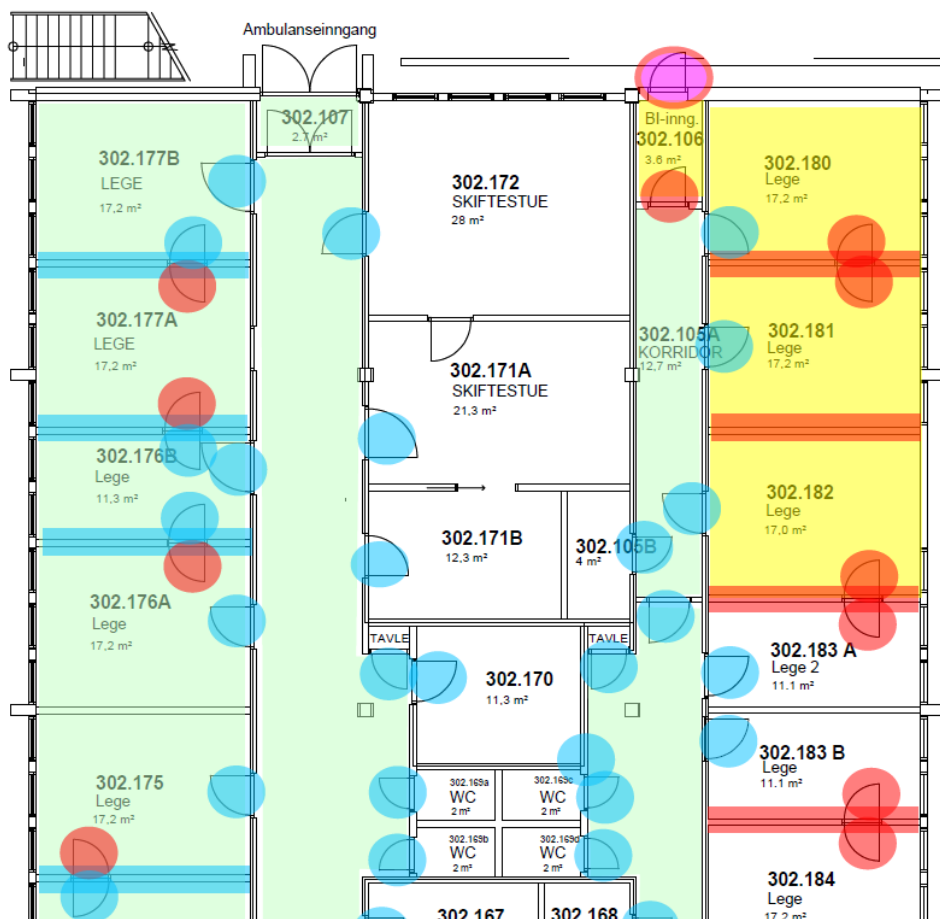 Ambulanseinngang
302.107
2.7 m²
302.177B
LEGE
17,2 m²
302.172
SKIFTESTUE
28 m²
BI-inng.
302.106
3.6 m²
302.180
Lege
17,2 m²
302.177A
LEGE
17,2 m²
302.171A
SKIFTESTUE
21,3 m²
302.105A
KORRIDOR
12,7 m²
302.181
Lege
17,2 m²
302.176B
Lege
11,3 m²
302.171B
12,3 m²
302.105B
4 m²
302.182
Lege
17,0 m²
302.176A
Lege
17,2 m²
TAVLE
TAVLE
302.170
11,3 m²
302.183 A
Lege 2
11.1 m²
302.175
Lege
17,2 m²
302.169a
WC
2 m²
302.169c
WC
2 m²
302.183 B
Lege
11.1 m²
302.169b
WC
2 m²
302.169d
WC
2 m²
302.184
Lege
17,2 m²
302.167
302.168